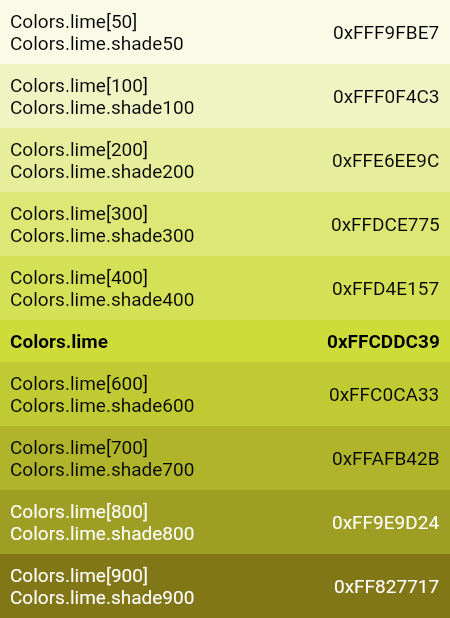 Colors.lime[50]
Colors.lime.shade50
0xFFF9FBE7
Colors.lime[100]
Colors.lime.shade100
0xFFF0F4C3
Colors.lime[200]
Colors.lime.shade200
0xFFE6EE9C
Colors.lime[300]
Colors.lime.shade300
0xFFDCE775
Colors.lime[400]
Colors.lime.shade400
0xFFD4E157
Colors.lime 0xFFCDDC39
Colors.lime[600]
Colors.lime.shade600
0xFFC0CA33
Colors.lime[700]
Colors.lime.shade700
0xFFAFB42B
Colors.lime[800]
Colors.lime.shade800
0xFF9E9D24
Colors.lime[900]
Colors.lime.shade900
0xFF827717